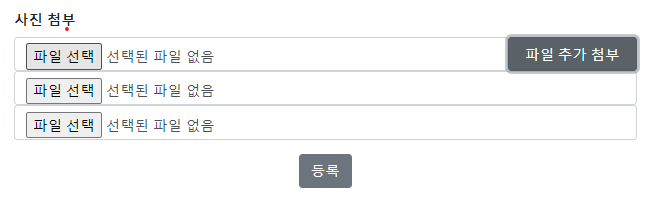 사진 첨부
파일 선택 선택된 파일 없음 파일 추가 첨부
파일 선택 선택된 파일 없음
파일 선택 선택된 파일 없음
등록